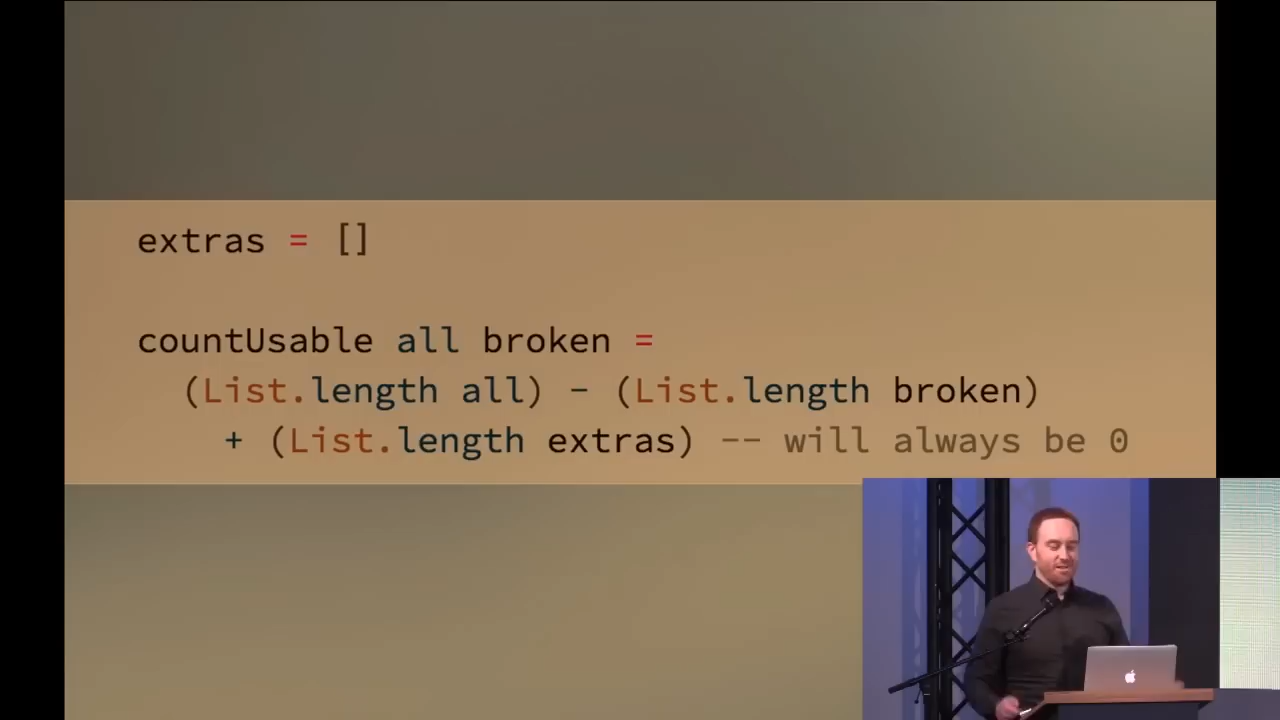 extras = []
countUsable all broken =
(List.length all) - (List.length broken)
+ (List.length extras) -- will always be 0